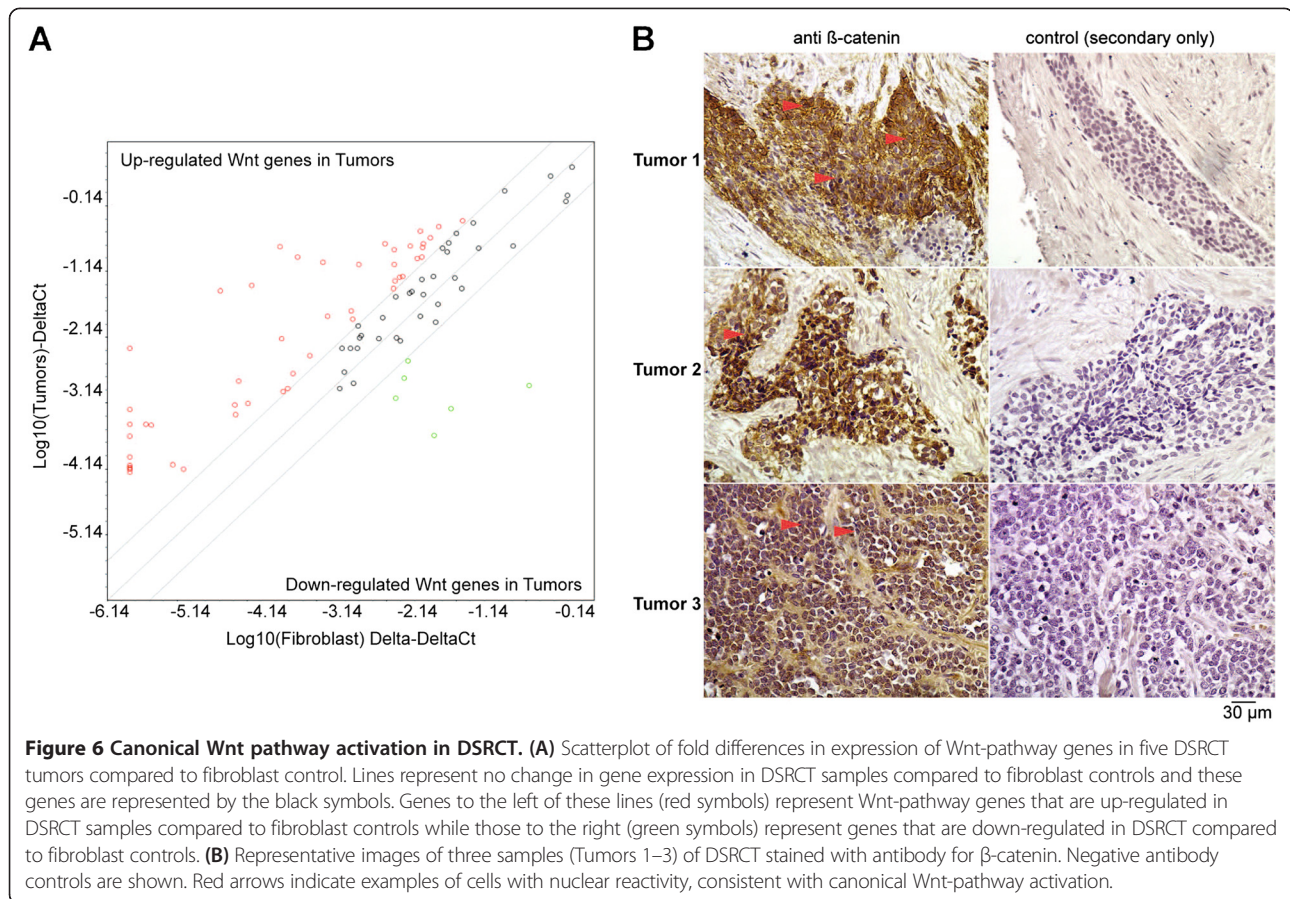 A
Up-regulated Wnt genes in Tumors
-0.14
-1.14
-2.14
-3.14
-4.14
-5.14
Log10(Tumors)-DeltaCt
Down-regulated Wnt genes in Tumors
-6.14 -5.14 -4.14 -3.14 -2.14 -1.14 -0.14
Log10(Fibroblast) Delta-DeltaCt
B
anti ß-catenin control (secondary only)
Tumor 1
Tumor 2
Tumor 3
30 µm
Figure 6 Canonical Wnt pathway activation in DSRCT. (A) Scatterplot of fold differences in expression of Wnt-pathway genes in five DSRCT
tumors compared to fibroblast control. Lines represent no change in gene expression in DSRCT samples compared to fibroblast controls and these
genes are represented by the black symbols. Genes to the left of these lines (red symbols) represent Wnt-pathway genes that are up-regulated in
DSRCT samples compared to fibroblast controls while those to the right (green symbols) represent genes that are down-regulated in DSRCT compared
to fibroblast controls. (B) Representative images of three samples (Tumors 1–3) of DSRCT stained with antibody for β-catenin. Negative antibody
controls are shown. Red arrows indicate examples of cells with nuclear reactivity, consistent with canonical Wnt-pathway activation.